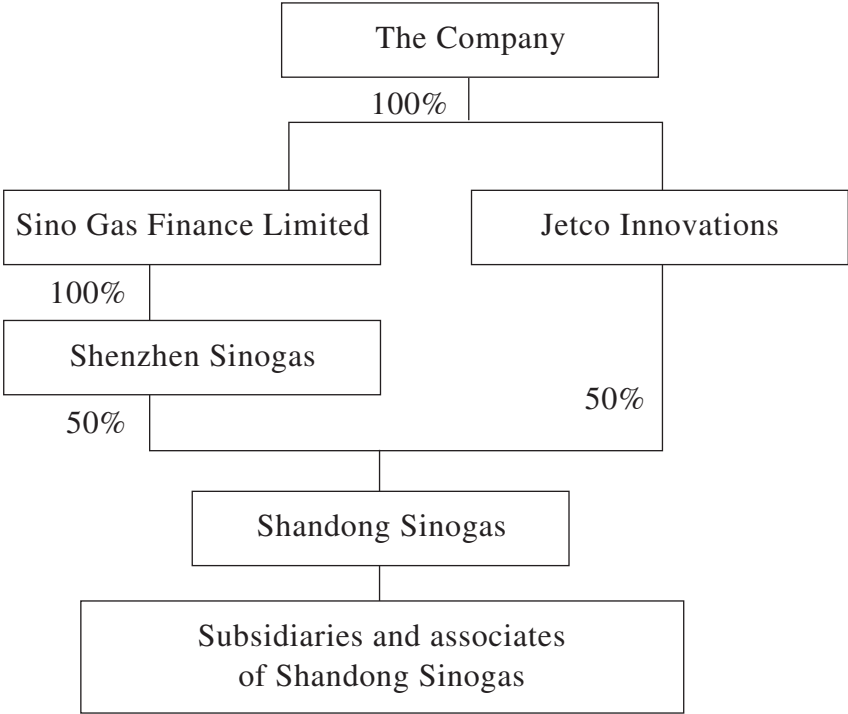 The Company
100%
Sino Gas Finance Limited
Jetco Innovations
100%
Shenzhen Sinogas
50%
50%
Shandong Sinogas
Subsidiaries and associates
of Shandong Sinogas